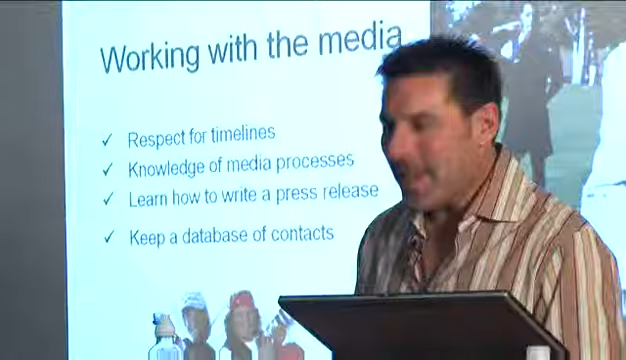 Working with the media
✓ Respect for timelines
✓ Knowledge of media processes
✓ Learn how to write a press release
✓ Keep a database of contacts